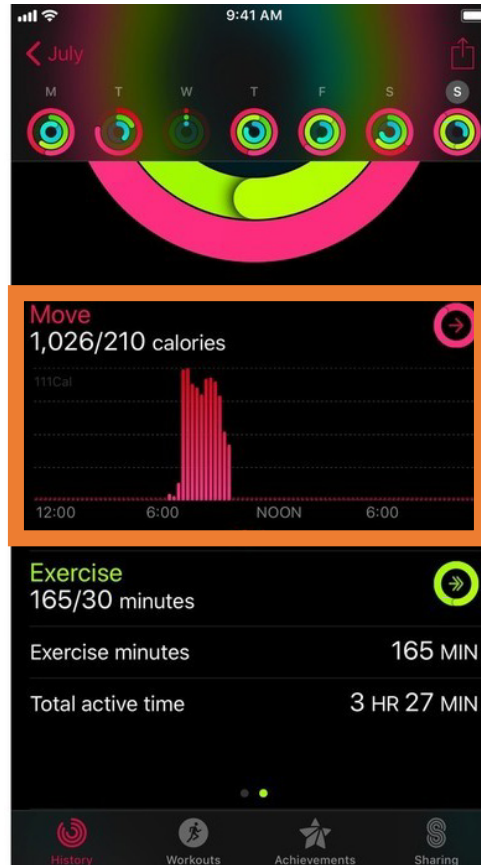 9:41 AM
July
M T W T F S S
Move
1,026/210 calories
111Cal
12:00 6:00 NOON 6:00
Exercise
165/30 minutes
Exercise minutes 165 MIN
Total active time 3 HR 27 MIN
History Workouts Achievements Sharing